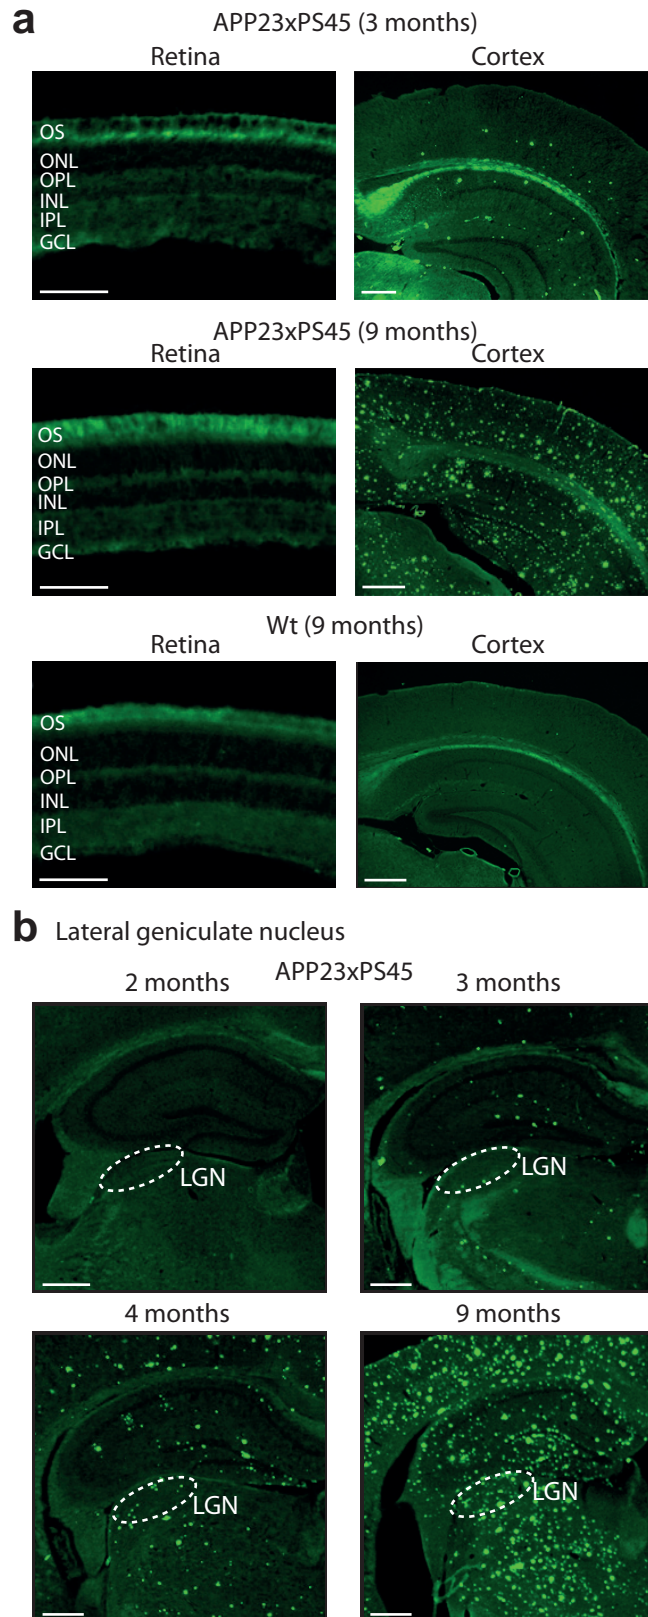 a
APP23xPS45 (3 months)
Retina Cortex
OS
ONL
OPL
INL
IPL
GCL
APP23xPS45 (9 months)
Retina Cortex
OS
ONL
OPL
INL
IPL
GCL
Wt (9 months)
Retina Cortex
OS
ONL
OPL
INL
IPL
GCL
b Lateral geniculate nucleus
APP23xPS45
2 months 3 months
LGN LGN
4 months 9 months
LGN LGN